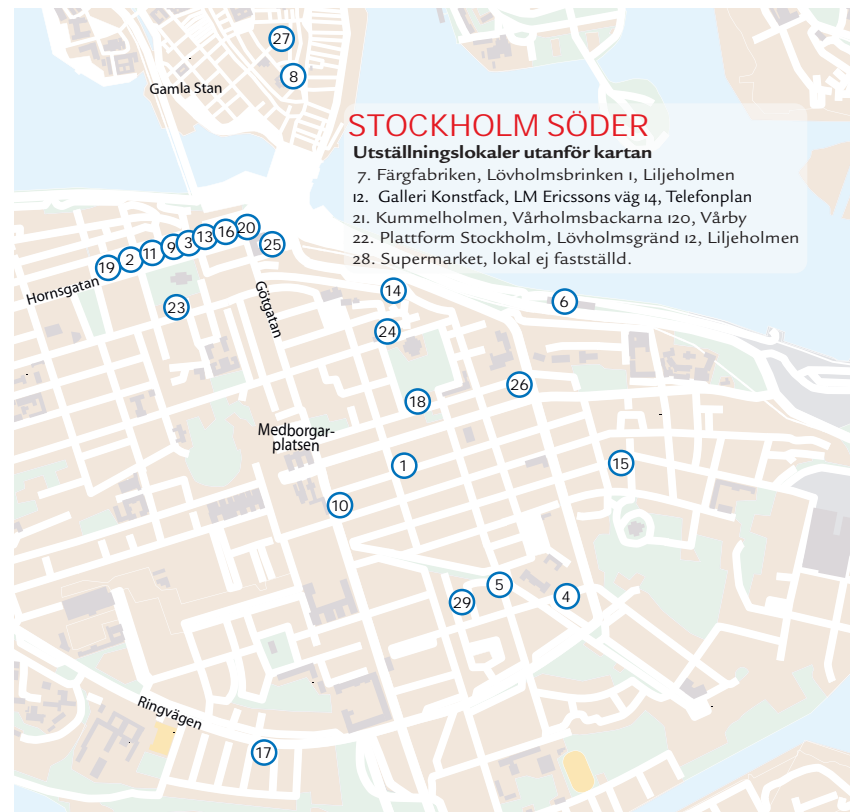 27
8
Gamla Stan
STOCKHOLM SÖDER
Utställningslokaler utanför kartan
7. Färgfabriken, Lövholmsbrinken 1, Liljeholmen
12. Galleri Konstfack, LM Ericssons väg 14, Telefonplan
21. Kummelholmen, Vårholmsbackarna 120, Vårby
22. Plattform Stockholm, Lövholmsgränd 12, Liljeholmen
28. Supermarket, lokal ej fastställd.
19
2
11
9
3
13
16
20
25
Hornsgatan
23
Götgatan
14
6
24
26
18
Medborgar-
platsen
1
15
10
5
29
4
Ringvägen
17